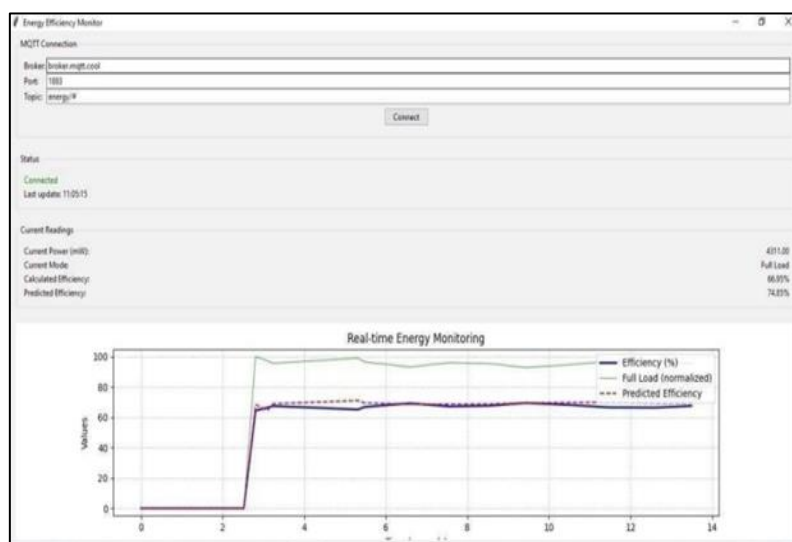 Energy Efficiency Monitor
MQTT Connection
Broker: broker.mqtt.cool
Port: 1883
Topic: energy/#
Connect
Status
Connected
Last update: 11:05:15
Current Readings
Current Power (mW): 4311.00
Current Mode: Full Load
Calculated Efficiency: 66.95%
Predicted Efficiency: 74.85%
Real-time Energy Monitoring
Efficiency (%)
Full Load (normalized)
Predicted Efficiency
Values
100
80
60
40
20
0
0 2 4 6 8 10 12 14